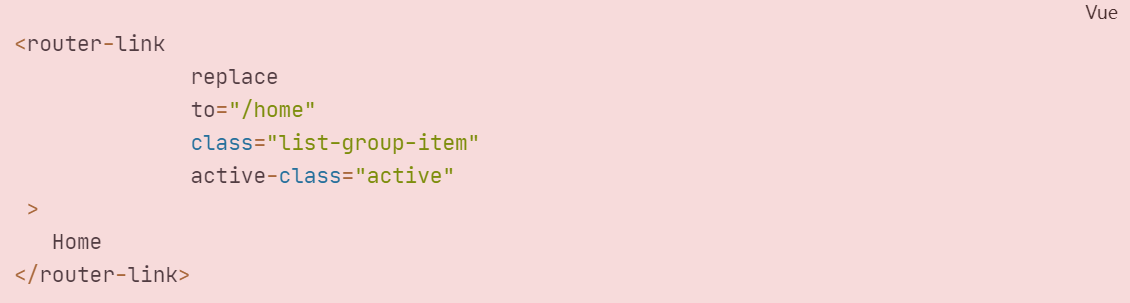 Vue
<router-link
replace
to="/home"
class="list-group-item"
active-class="active"
>
Home
</router-link>